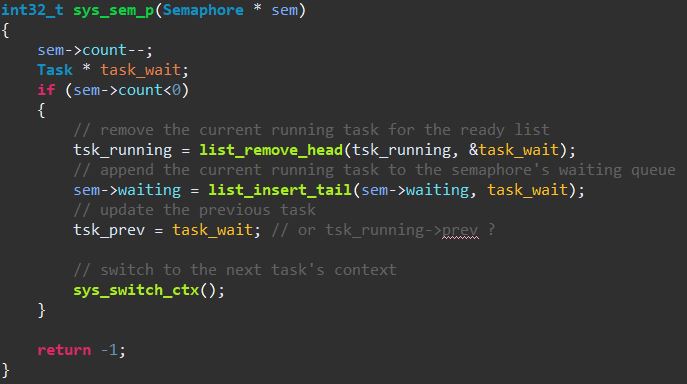 int32_t sys_sem_p(Semaphore * sem)
{
    sem->count--;
    Task * task_wait;
    if (sem->count<0)
    {
        // remove the current running task for the ready list
        tsk_running = list_remove_head(tsk_running, &task_wait);
        // append the current running task to the semaphore's waiting queue
        sem->waiting = list_insert_tail(sem->waiting, task_wait);
        // update the previous task
        tsk_prev = task_wait; // or tsk_running->prev ?

        // switch to the next task's context
        sys_switch_ctx();
    }

    return -1;
}